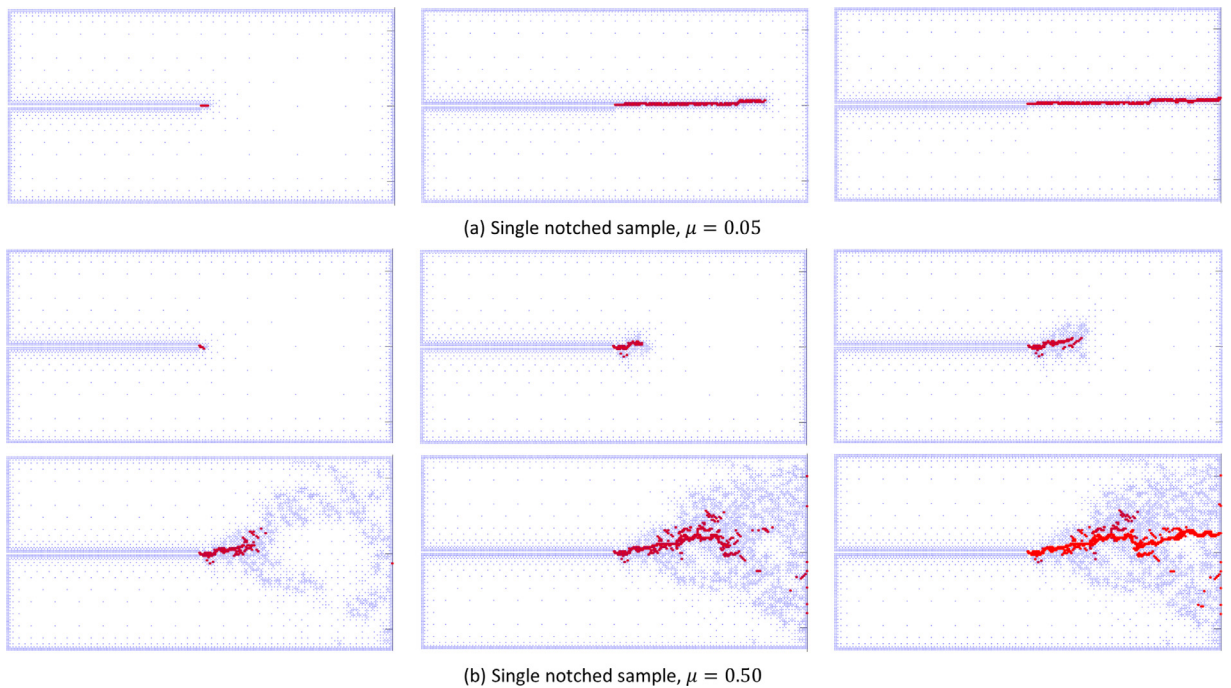 (a) Single notched sample, μ = 0.05
(b) Single notched sample, μ = 0.50